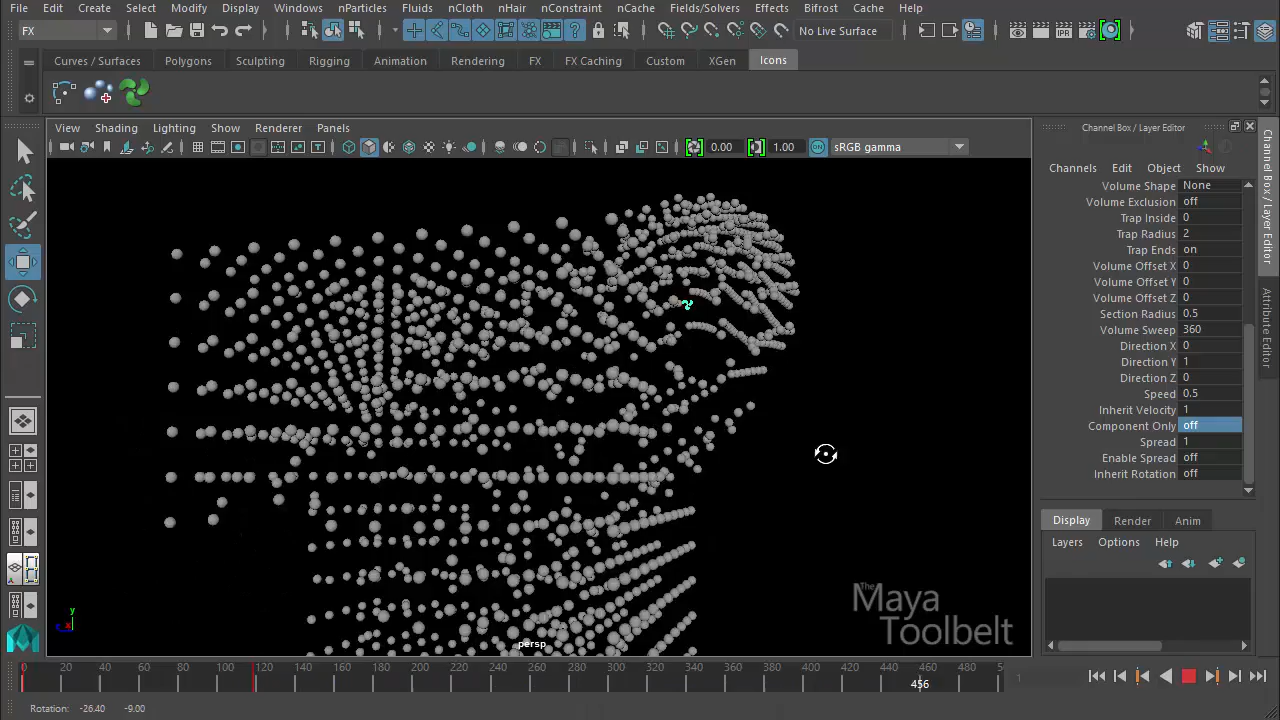 File Edit Create Select Modify Display Windows nParticles Fluids nCloth nHair nConstraint nCache Fields/Solvers Effects Bifrost Cache Help
FX
No Live Surface
IPR
Curves / Surfaces Polygons Sculpting Rigging Animation Rendering FX FX Caching Custom XGen Icons
View Shading Lighting Show Renderer Panels
0.00 1.00 ON sRGB gamma
Channel Box / Layer Editor
Channels Edit Object Show
Volume Shape None
Volume Exclusion off
Trap Inside 0
Trap Radius 2
Trap Ends on
Volume Offset X 0
Volume Offset Y 0
Volume Offset Z 0
Section Radius 0.5
Volume Sweep 360
Direction X 0
Direction Y 1
Direction Z 0
Speed 0.5
Inherit Velocity 1
Component Only off
Spread 1
Enable Spread off
Inherit Rotation off
Display Render Anim
Layers Options Help
Channel Box / Layer Editor
Attribute Editor
The
Maya
Toolbelt
y
z x
persp
0 20 40 60 80 100 120 140 160 180 200 220 240 260 280 300 320 340 360 380 400 420 440 460 480 5
456
1
Rotation: -26.40 -9.00